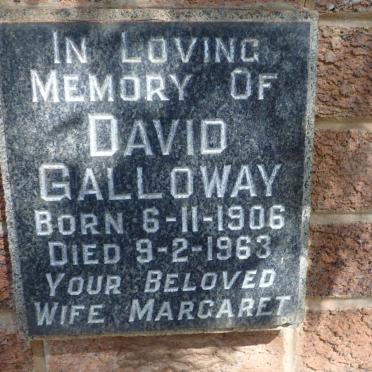 IN LOVING
MEMORY OF
DAVID
GALLOWAY
BORN 6-11-1906
DIED 9-2-1963
YOUR BELOVED
WIFE MARGARET